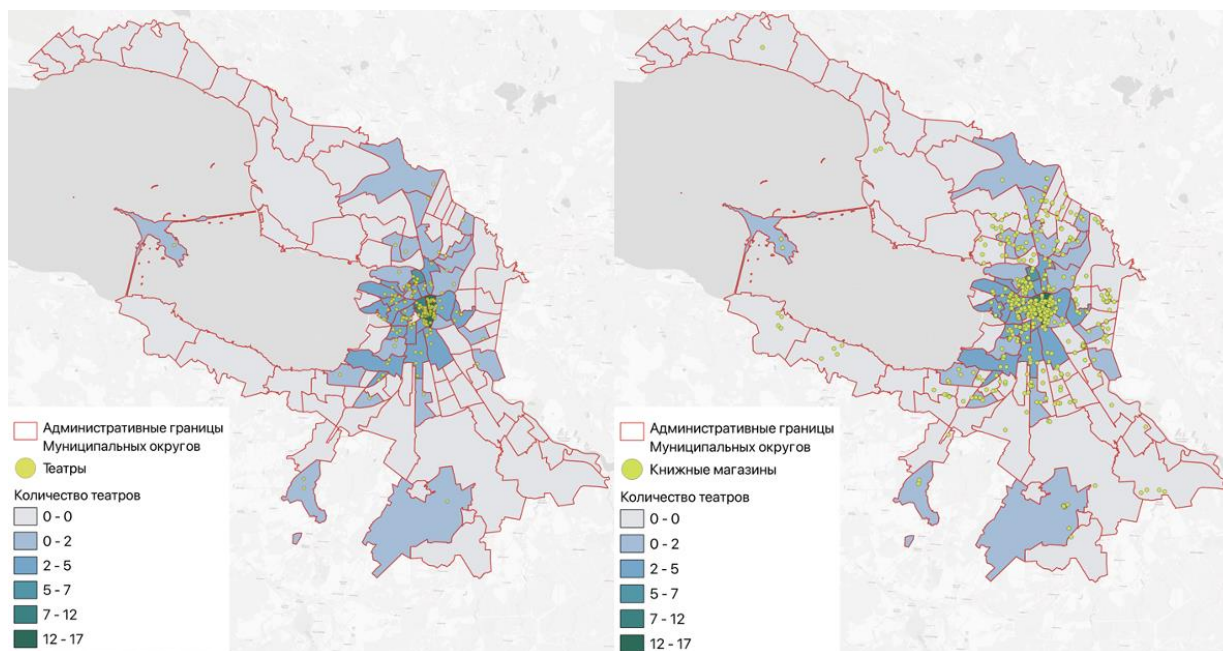 Административные границы
Муниципальных округов
Театры
Количество театров
0 - 0
0 - 2
2 - 5
5 - 7
7 - 12
12 - 17
Административные границы
Муниципальных округов
Книжные магазины
Количество театров
0 - 0
0 - 2
2 - 5
5 - 7
7 - 12
12 - 17